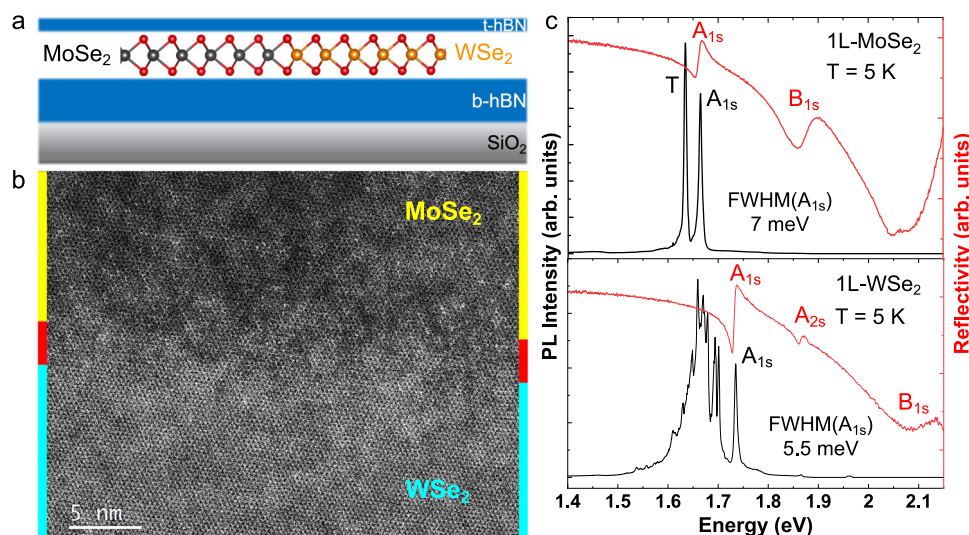 a
t-hBN
MoSe₂
WSe₂
b-hBN
SiO₂
b
MoSe₂
WSe₂
5 nm
c
PL Intensity (arb. units)
Reflectivity (arb. units)
A₁s
1L-MoSe₂
T = 5 K
T
A₁s
B₁s
FWHM(A₁s)
7 meV
A₁s
1L-WSe₂
T = 5 K
A₂s
A₁s
B₁s
FWHM(A₁s)
5.5 meV
1.4 1.5 1.6 1.7 1.8 1.9 2 2.1
Energy (eV)